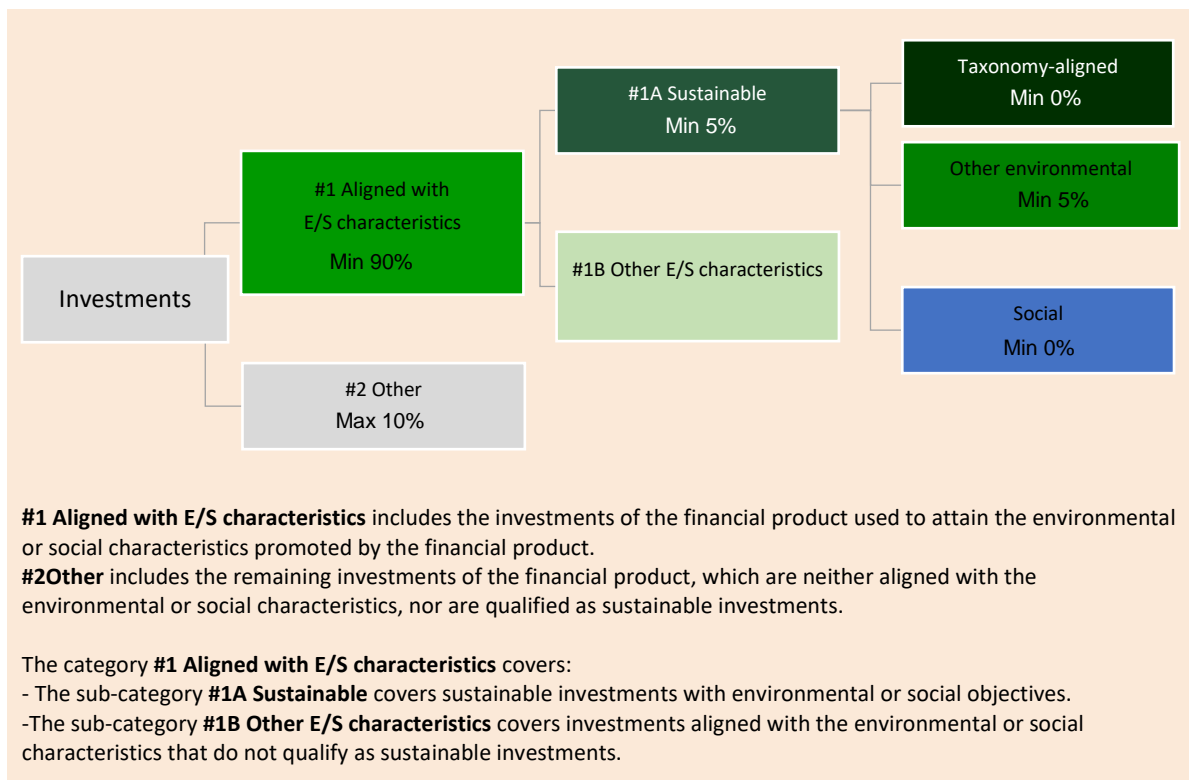 Taxonomy-aligned
Min 0%
#1A Sustainable
Min 5%
Other environmental
Min 5%
#1 Aligned with
E/S characteristics
Min 90%
#1B Other E/S characteristics
Investments
Social
Min 0%
#2 Other
Max 10%
#1 Aligned with E/S characteristics includes the investments of the financial product used to attain the environmental
or social characteristics promoted by the financial product.
#2Other includes the remaining investments of the financial product, which are neither aligned with the
environmental or social characteristics, nor are qualified as sustainable investments.
The category #1 Aligned with E/S characteristics covers:
- The sub-category #1A Sustainable covers sustainable investments with environmental or social objectives.
-The sub-category #1B Other E/S characteristics covers investments aligned with the environmental or social
characteristics that do not qualify as sustainable investments.